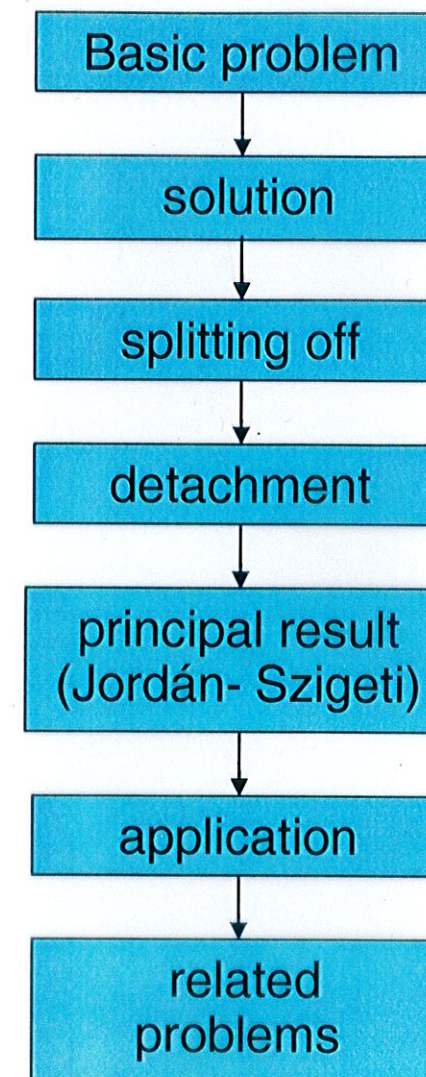 Basic problem
solution
splitting off
detachment
principal result
(Jordán- Szigeti)
application
related
problems